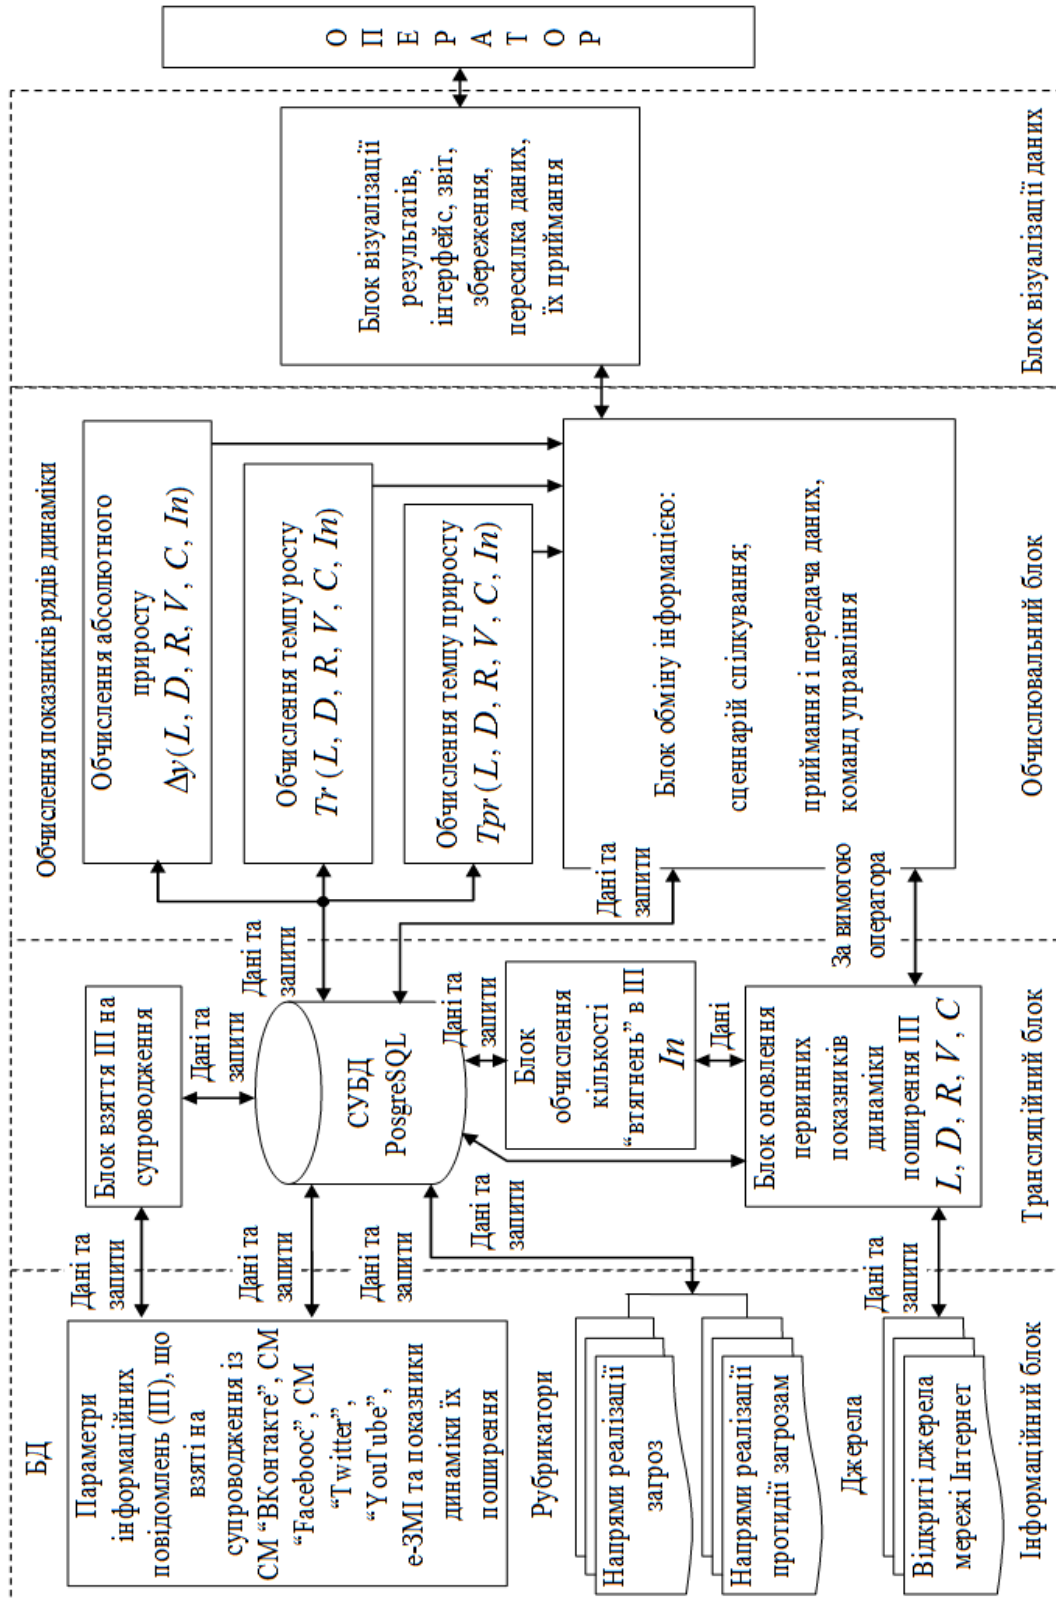 БД
Параметри
інформаційних
повідомлень (ІП), що
взяті на
супроводження із
СМ “ВКонтакте”, СМ
“Facebooc”, СМ
“Twitter”,
“YouTube”,
е-ЗМІ та показники
динаміки їх
поширення
Рубрикатори
Напрями реалізації
загроз
Напрями реалізації
протидії загрозам
Джерела
Відкриті джерела
мережі Інтернет
Інформаційний блок
Дані та
запити
Дані та
запити
Дані та
запити
Дані та
запити
Дані та
запити
Блок взяття ІП на
супроводження
Дані та
запити
СУБД
PosgreSQL
Дані та
запити
Блок
обчислення
кількості
“втягнень” в ІП
In
Дані
Блок оновлення
первинних
показників
динаміки
поширення ІП
L, D, R, V, C
Трансляційний блок
Дані та
запити
Дані та
запити
За вимогою
оператора
Обчислення показників рядів динаміки
Обчислення абсолютного
приросту
Δy(L, D, R, V, C, In)
Обчислення темпу росту
Tr (L, D, R, V, C, In)
Обчислення темпу приросту
Tpr (L, D, R, V, C, In)
Блок обміну інформацією:
сценарій спілкування;
приймання і передача даних,
команд управління
Обчислювальний блок
Блок візуалізації
результатів,
інтерфейс, звіт,
збереження,
пересилка даних,
їх приймання
Блок візуалізації даних
О П Е Р А Т О Р